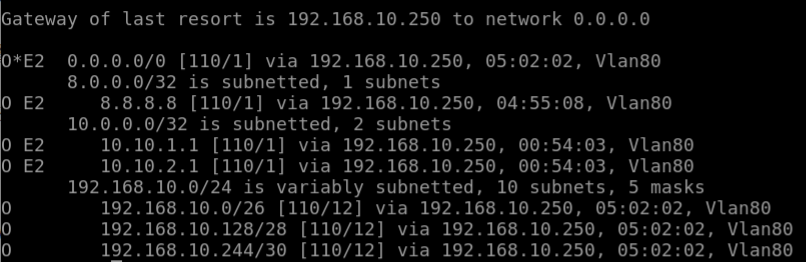 Gateway of last resort is 192.168.10.250 to network 0.0.0.0
O*E2  0.0.0.0/0 [110/1] via 192.168.10.250, 05:02:02, Vlan80
      8.0.0.0/32 is subnetted, 1 subnets
O E2     8.8.8.8 [110/1] via 192.168.10.250, 04:55:08, Vlan80
      10.0.0.0/32 is subnetted, 2 subnets
O E2     10.10.1.1 [110/1] via 192.168.10.250, 00:54:03, Vlan80
O E2     10.10.2.1 [110/1] via 192.168.10.250, 00:54:03, Vlan80
      192.168.10.0/24 is variably subnetted, 10 subnets, 5 masks
O        192.168.10.0/26 [110/12] via 192.168.10.250, 05:02:02, Vlan80
O        192.168.10.128/28 [110/12] via 192.168.10.250, 05:02:02, Vlan80
O        192.168.10.244/30 [110/12] via 192.168.10.250, 05:02:02, Vlan80